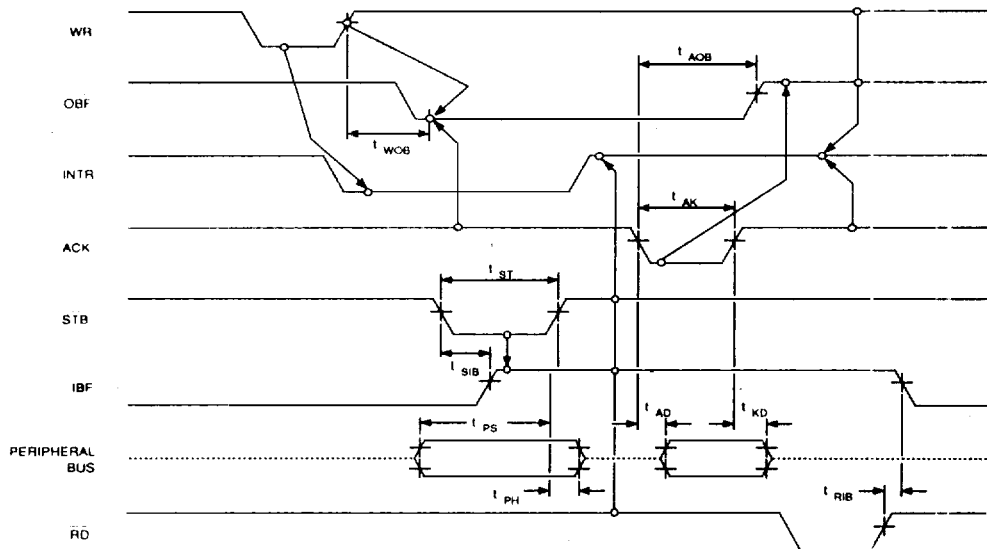 WR
t AOB
OBF
t WOB
INTR
t AK
ACK
t ST
STB
t SIB
IBF
t AD
t KD
t PS
PERIPHERAL
BUS
t PH
t RIB
RD